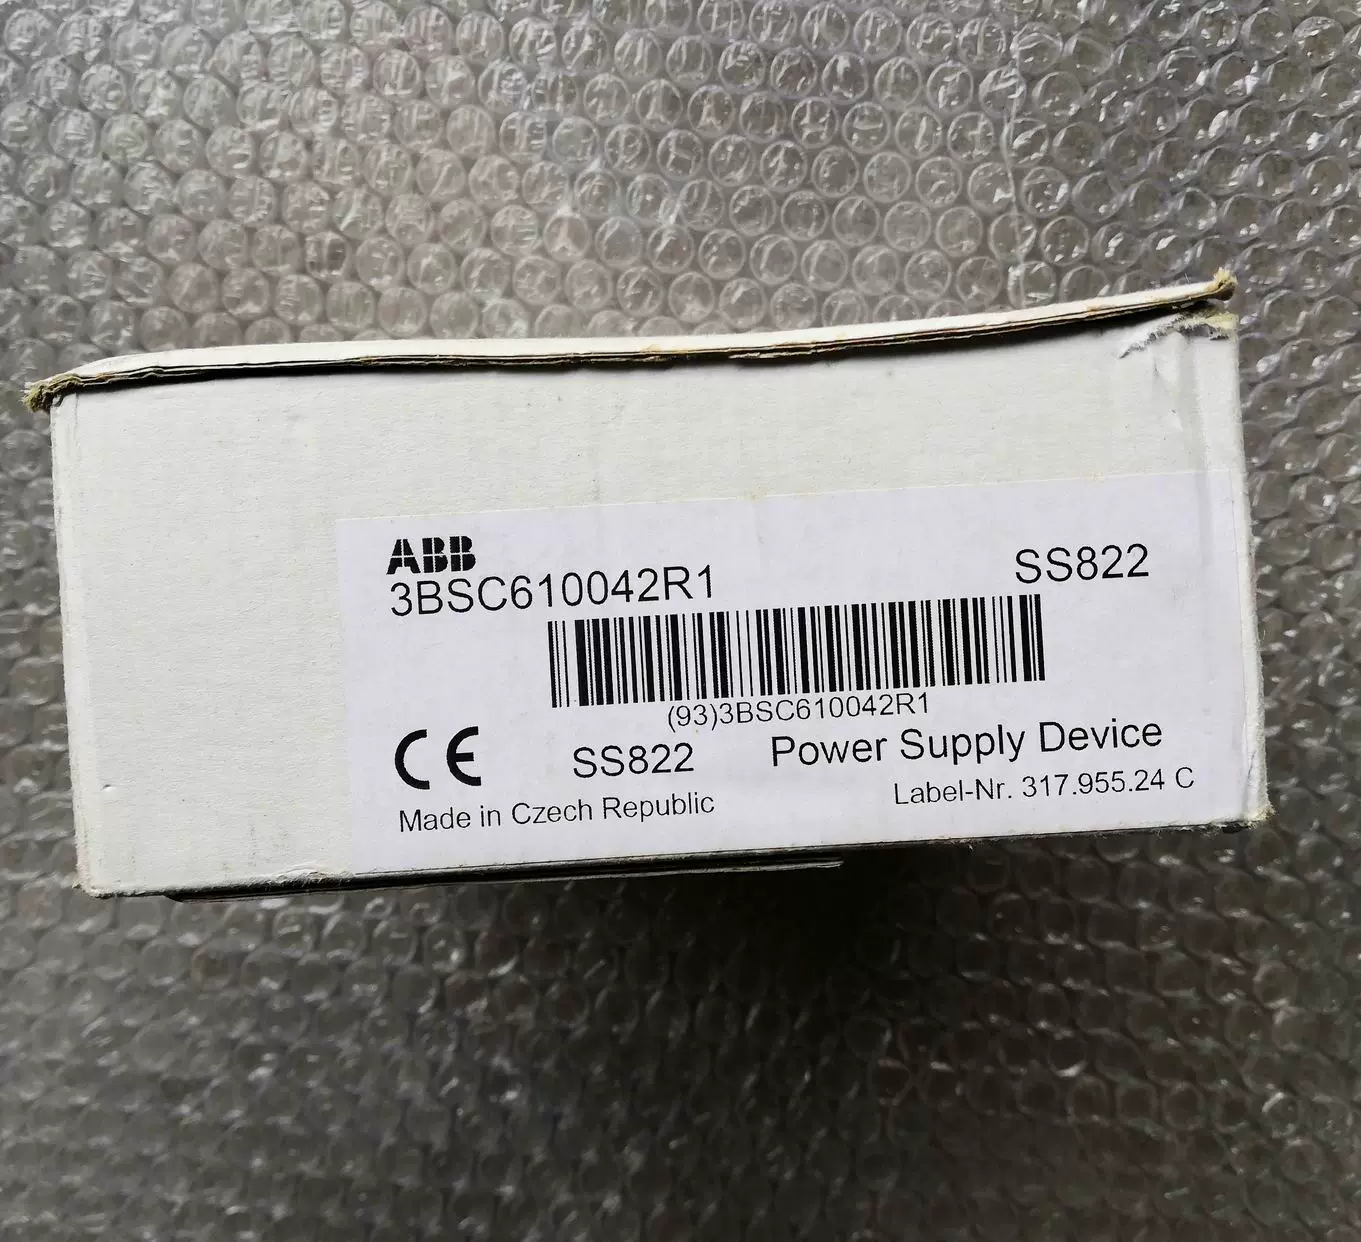 ABB
3BSC610042R1 SS822
(93)3BSC610042R1
CE SS822 Power Supply Device
Made in Czech Republic Label-Nr. 317.955.24 C